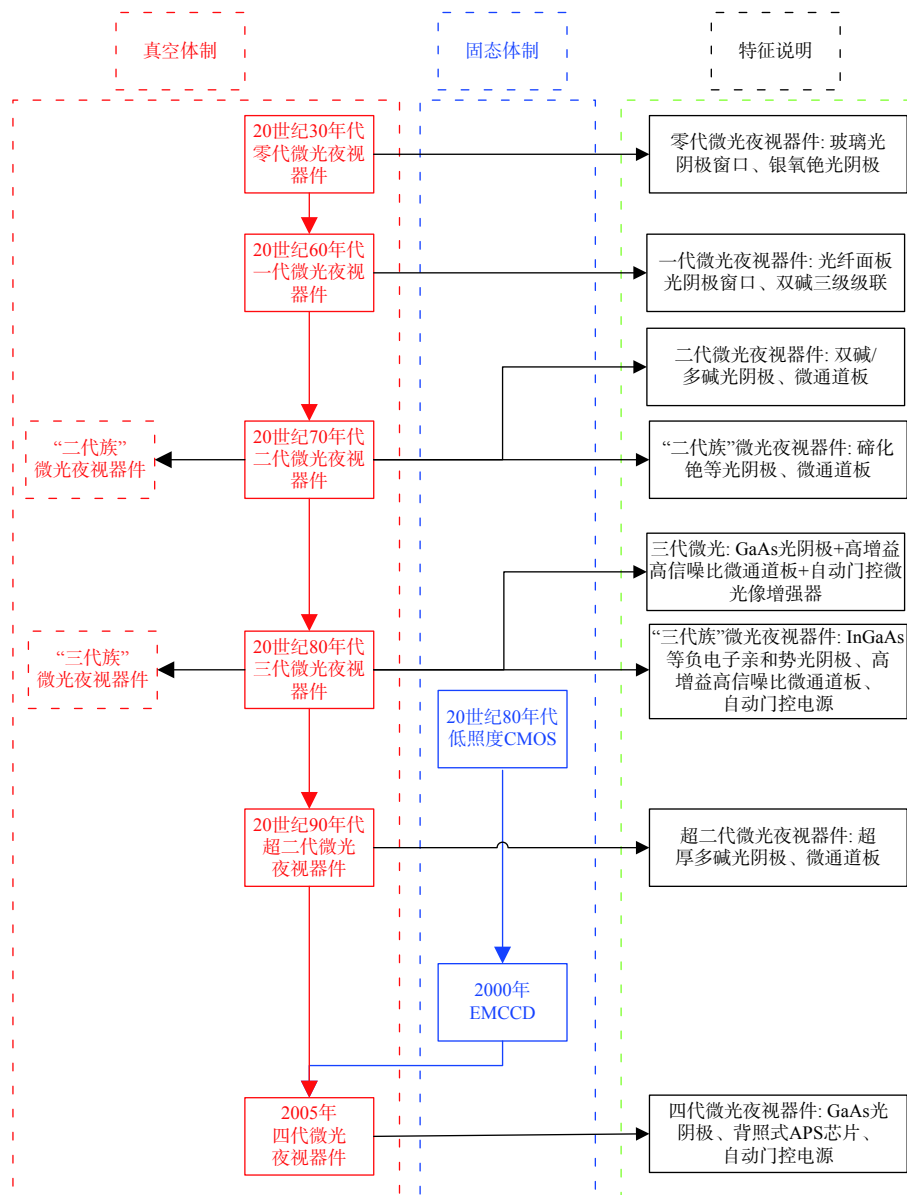 真空体制
固态体制
特征说明
20世纪30年代
零代微光夜视
器件
零代微光夜视器件: 玻璃光
阴极窗口、银氧铯光阴极
20世纪60年代
一代微光夜视
器件
一代微光夜视器件: 光纤面板
光阴极窗口、双碱三级级联
二代微光夜视器件: 双碱/
多碱光阴极、微通道板
“二代族”
微光夜视器件
20世纪70年代
二代微光夜视
器件
“二代族”微光夜视器件: 碲化
铯等光阴极、微通道板
三代微光: GaAs光阴极+高增益
高信噪比微通道板+自动门控微
光像增强器
“三代族”
微光夜视器件
20世纪80年代
三代微光夜视
器件
“三代族”微光夜视器件: InGaAs
等负电子亲和势光阴极、高
增益高信噪比微通道板、
自动门控电源
20世纪80年代
低照度CMOS
20世纪90年代
超二代微光
夜视器件
超二代微光夜视器件: 超
厚多碱光阴极、微通道板
2000年
EMCCD
2005年
四代微光
夜视器件
四代微光夜视器件: GaAs光
阴极、背照式APS芯片、
自动门控电源